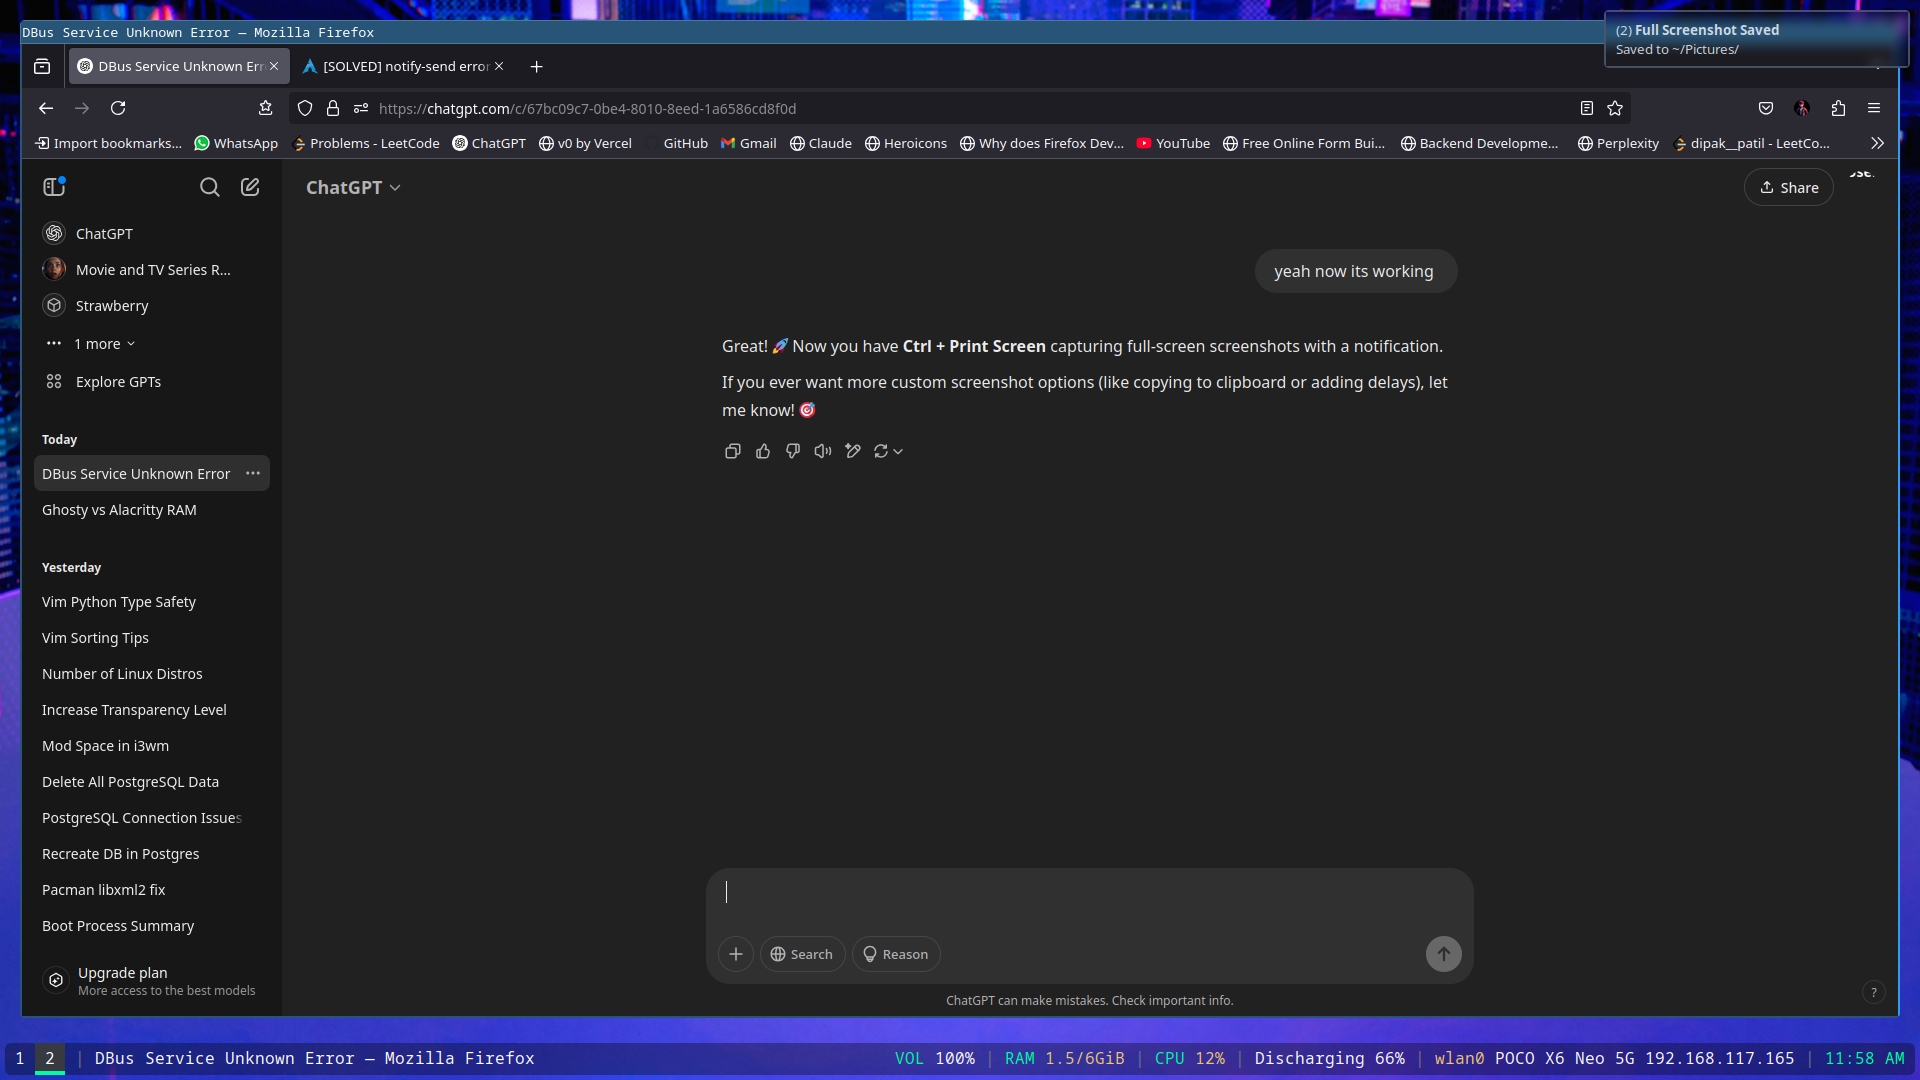 DBus Service Unknown Error — Mozilla Firefox
(2) Full Screenshot Saved
Saved to ~/Pictures/
DBus Service Unknown Err
[SOLVED] notify-send error
https://chatgpt.com/c/67bc09c7-0be4-8010-8eed-1a6586cd8f0d
Import bookmarks... WhatsApp Problems - LeetCode ChatGPT v0 by Vercel GitHub Gmail Claude Heroicons Why does Firefox Dev... YouTube Free Online Form Bui... Backend Developme... Perplexity dipak__patil - LeetCo...
ChatGPT
Share
ChatGPT
Movie and TV Series R...
Strawberry
1 more
Explore GPTs
Today
DBus Service Unknown Error
Ghosty vs Alacritty RAM
Yesterday
Vim Python Type Safety
Vim Sorting Tips
Number of Linux Distros
Increase Transparency Level
Mod Space in i3wm
Delete All PostgreSQL Data
PostgreSQL Connection Issues
Recreate DB in Postgres
Pacman libxml2 fix
Boot Process Summary
Upgrade plan
More access to the best models
yeah now its working
Great! 🚀 Now you have Ctrl + Print Screen capturing full-screen screenshots with a notification.
If you ever want more custom screenshot options (like copying to clipboard or adding delays), let
me know! 🎯
Search
Reason
ChatGPT can make mistakes. Check important info.
?
1 2 | DBus Service Unknown Error — Mozilla Firefox
VOL 100% | RAM 1.5/6GiB | CPU 12% | Discharging 66% | wlan0 POCO X6 Neo 5G 192.168.117.165 | 11:58 AM